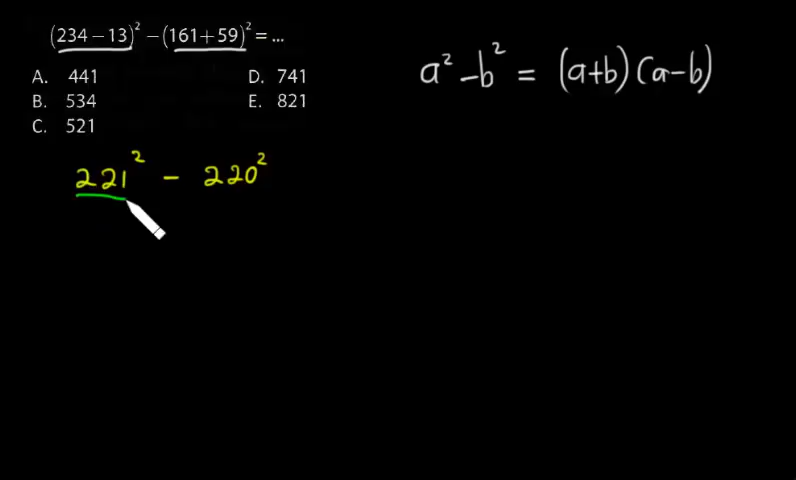 (234 – 13)² – (161 + 59)² = ...
a² - b² = (a+b) (a-b)
A. 441 D. 741
B. 534 E. 821
C. 521
221² - 220²